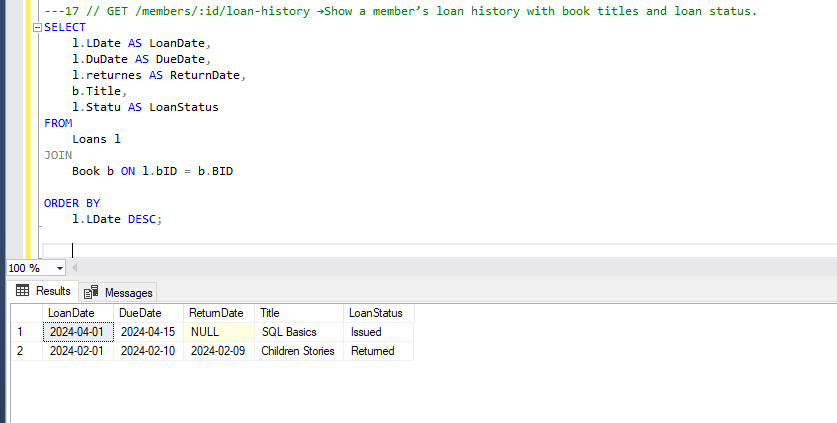 ---17 // GET /members/:id/loan-history →Show a member’s loan history with book titles and loan status.
SELECT
l.LDate AS LoanDate,
l.DuDate AS DueDate,
l.returnes AS ReturnDate,
b.Title,
l.Statu AS LoanStatus
FROM
Loans l
JOIN
Book b ON l.bID = b.BID
ORDER BY
l.LDate DESC;
100 %
Results Messages
LoanDate DueDate ReturnDate Title LoanStatus
1 2024-04-01 2024-04-15 NULL SQL Basics Issued
2 2024-02-01 2024-02-10 2024-02-09 Children Stories Returned